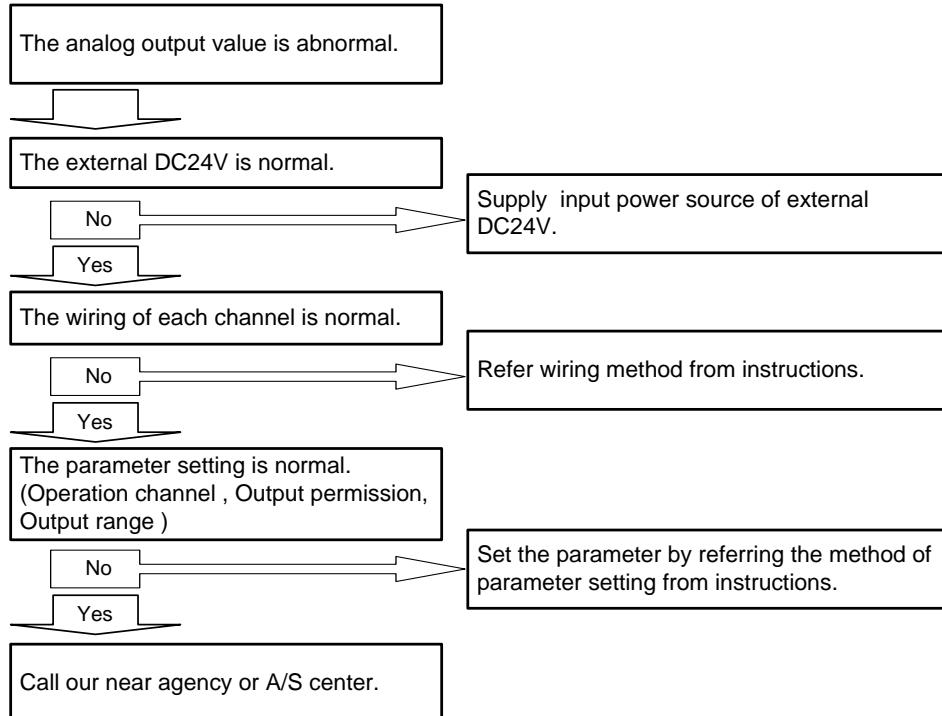 The analog output value is abnormal.
The external DC24V is normal.
No
Supply  input power source of external
DC24V.
Yes
The wiring of each channel is normal.
No
Refer wiring method from instructions.
Yes
The parameter setting is normal.
(Operation channel , Output permission,
Output range )
No
Set the parameter by referring the method of
parameter setting from instructions.
Yes
Call our near agency or A/S center.